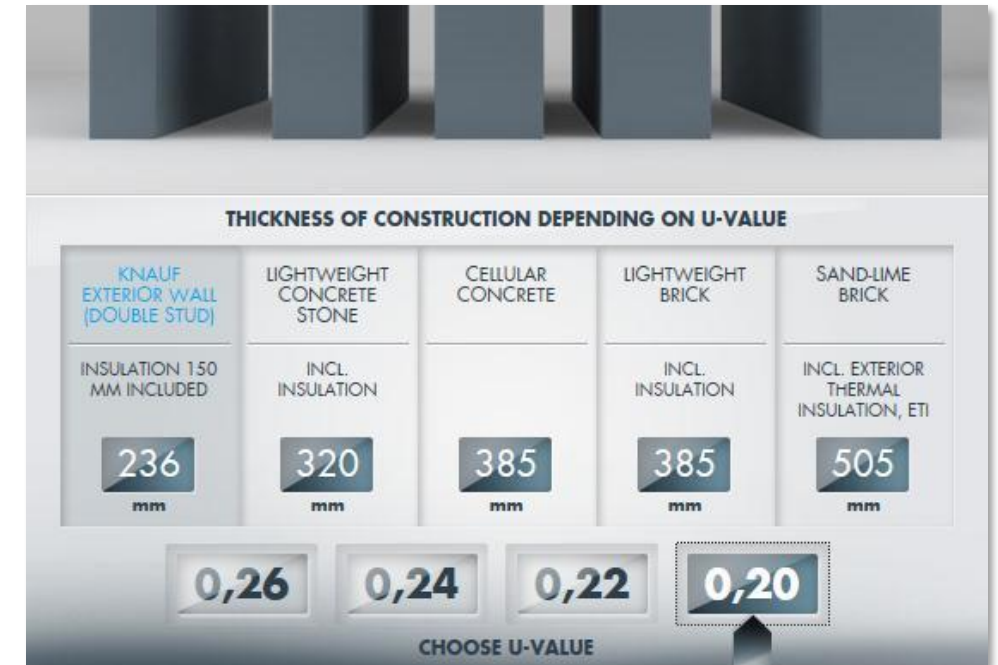 THICKNESS OF CONSTRUCTION DEPENDING ON U-VALUE
KNAUF
EXTERIOR WALL
(DOUBLE STUD)
INSULATION 150
MM INCLUDED
236
mm
LIGHTWEIGHT
CONCRETE
STONE
INCL.
INSULATION
320
mm
CELLULAR
CONCRETE
385
mm
LIGHTWEIGHT
BRICK
INCL.
INSULATION
385
mm
SAND-LIME
BRICK
INCL. EXTERIOR
THERMAL
INSULATION, ETI
505
mm
0,26
0,24
0,22
0,20
CHOOSE U-VALUE